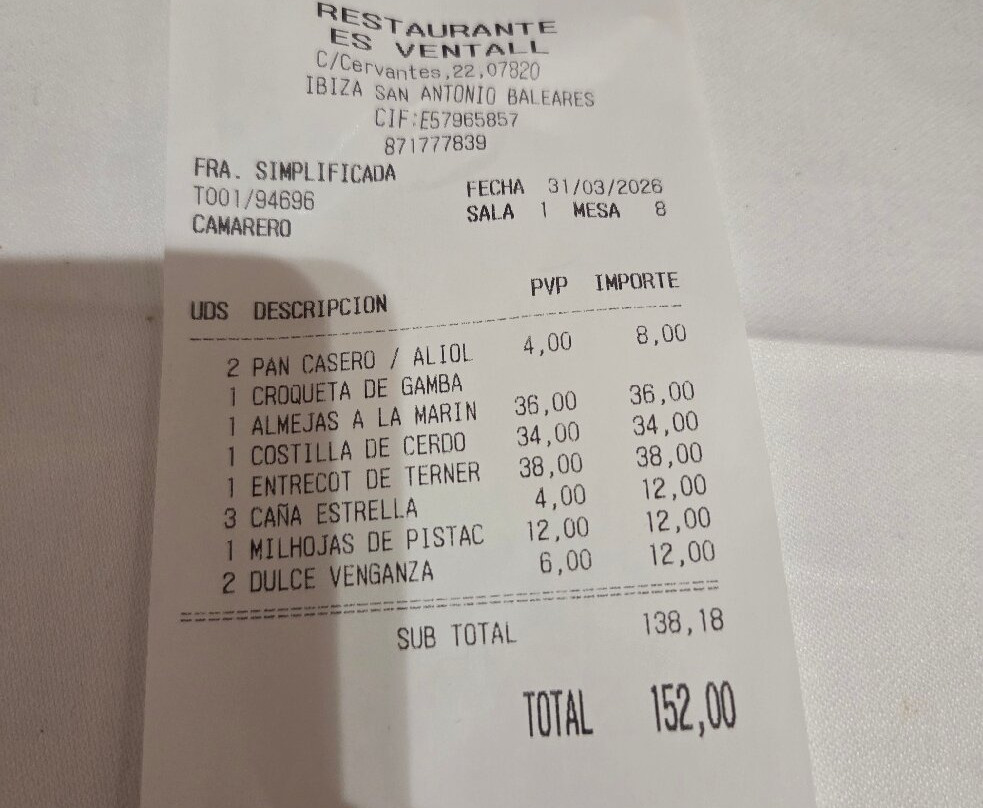 RESTAURANTE
ES VENTALL
C/Cervantes,22,07820
IBIZA SAN ANTONIO BALEARES
CIF:E57965857
871777839
FRA. SIMPLIFICADA
T001/94696 FECHA 31/03/2026
CAMARERO SALA 1 MESA 8
UDS DESCRIPCION PVP IMPORTE
2 PAN CASERO / ALIOL 4,00 8,00
1 CROQUETA DE GAMBA
1 ALMEJAS A LA MARIN 36,00 36,00
1 COSTILLA DE CERDO 34,00 34,00
1 ENTRECOT DE TERNER 38,00 38,00
3 CAÑA ESTRELLA 4,00 12,00
1 MILHOJAS DE PISTAC 12,00 12,00
2 DULCE VENGANZA 6,00 12,00
SUB TOTAL 138,18
TOTAL 152,00